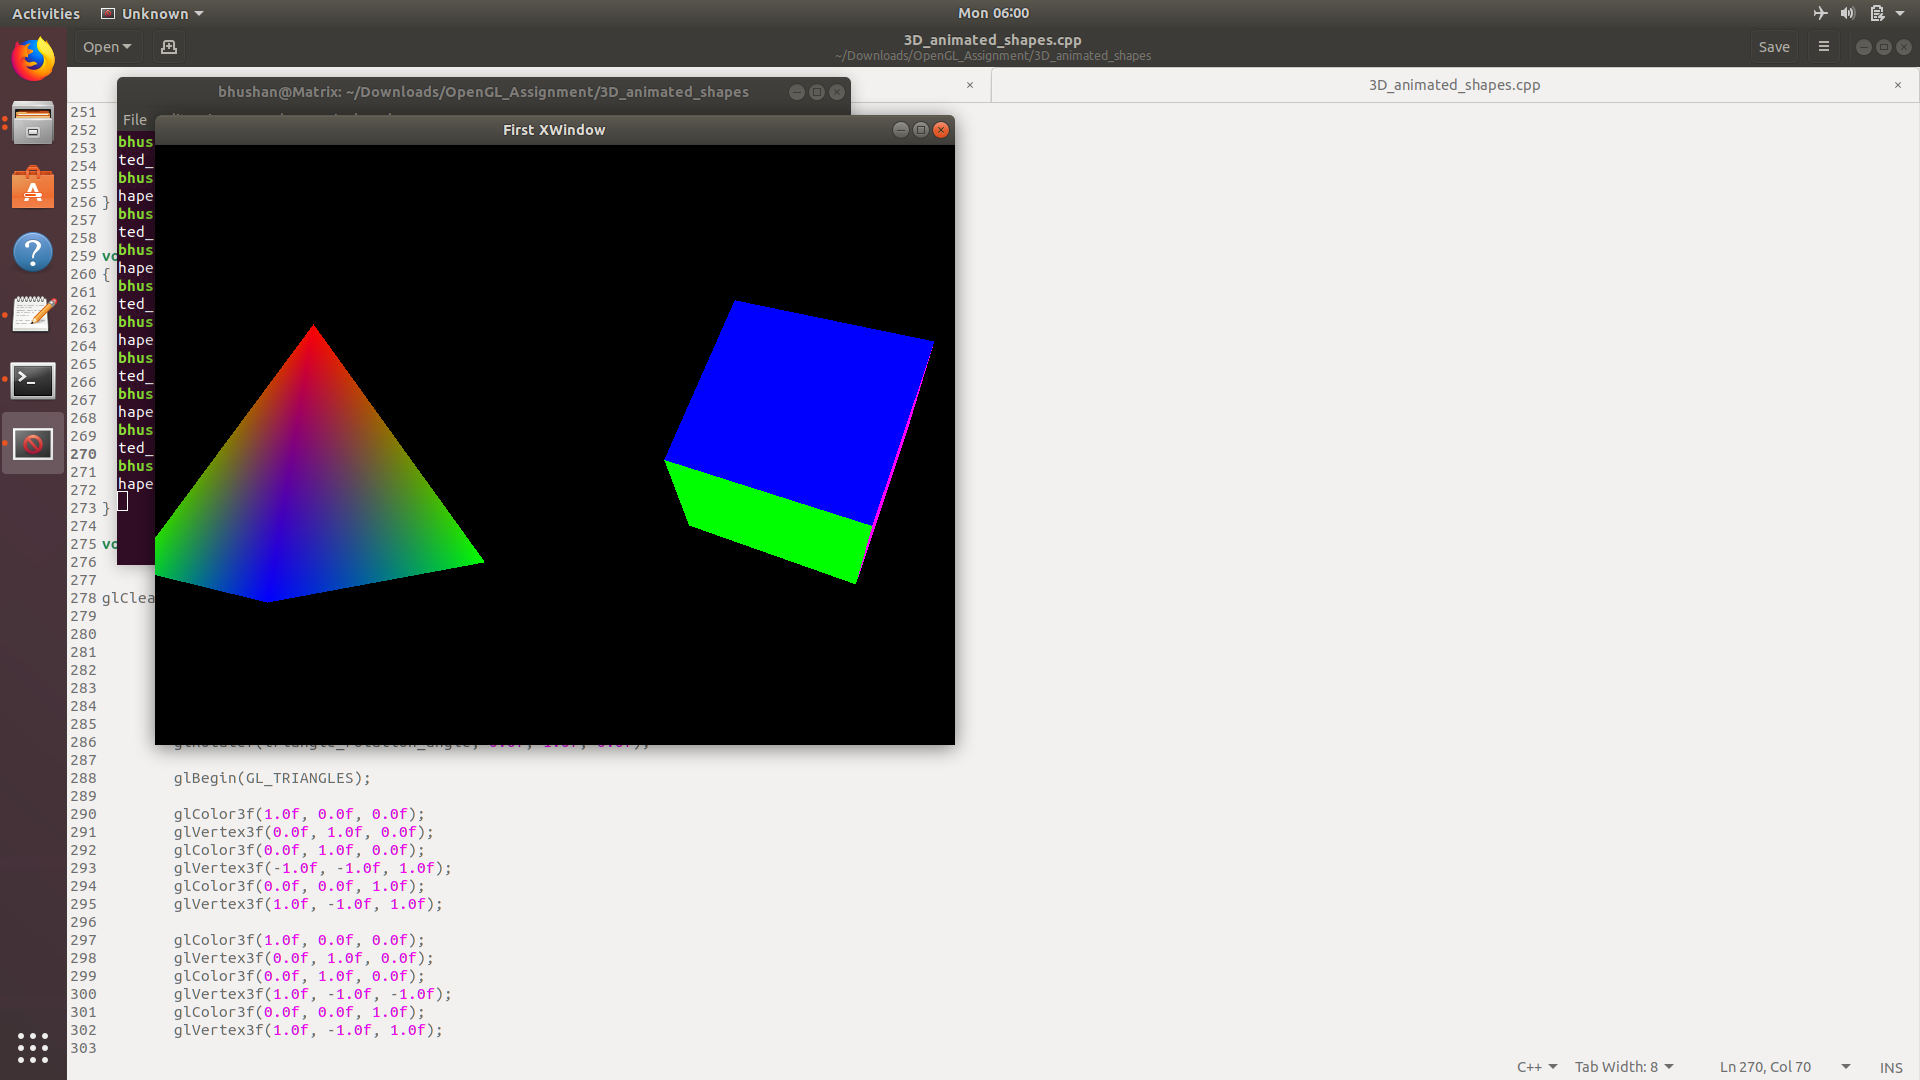 Activities Unknown Mon 06:00
Open 3D_animated_shapes.cpp Save
~/Downloads/OpenGL_Assignment/3D_animated_shapes
3D_animated_shapes.cpp
bhushan@Matrix: ~/Downloads/OpenGL_Assignment/3D_animated_shapes
File
First XWindow
bhus
ted_
bhus
hape
bhus
ted_
bhus
hape
bhus
ted_
bhus
hape
bhus
ted_
bhus
hape
bhus
ted_
bhus
hape
251
252
253
254
255
256 }
257
258
259 vo
260 {
261
262
263
264
265
266
267
268
269
270
271
272
273 }
274
275 vo
276
277
278 glClea
279
280
281
282
283
284
285
286 glRotatef(triangle_rotation_angle, 0.0f, 1.0f, 0.0f);
287
288 glBegin(GL_TRIANGLES);
289
290 glColor3f(1.0f, 0.0f, 0.0f);
291 glVertex3f(0.0f, 1.0f, 0.0f);
292 glColor3f(0.0f, 1.0f, 0.0f);
293 glVertex3f(-1.0f, -1.0f, 1.0f);
294 glColor3f(0.0f, 0.0f, 1.0f);
295 glVertex3f(1.0f, -1.0f, 1.0f);
296
297 glColor3f(1.0f, 0.0f, 0.0f);
298 glVertex3f(0.0f, 1.0f, 0.0f);
299 glColor3f(0.0f, 1.0f, 0.0f);
300 glVertex3f(1.0f, -1.0f, -1.0f);
301 glColor3f(0.0f, 0.0f, 1.0f);
302 glVertex3f(1.0f, -1.0f, 1.0f);
303
C++ Tab Width: 8 Ln 270, Col 70 INS